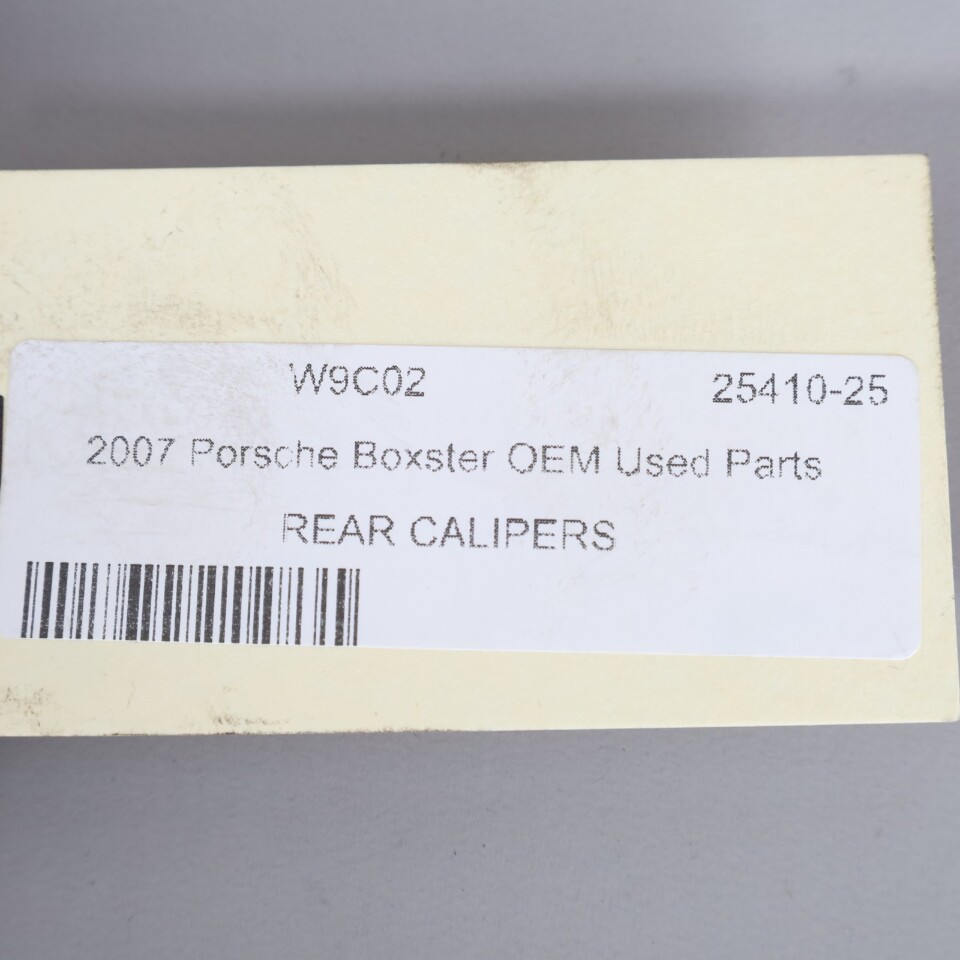 W9C02 25410-25
2007 Porsche Boxster OEM Used Parts
REAR CALIPERS